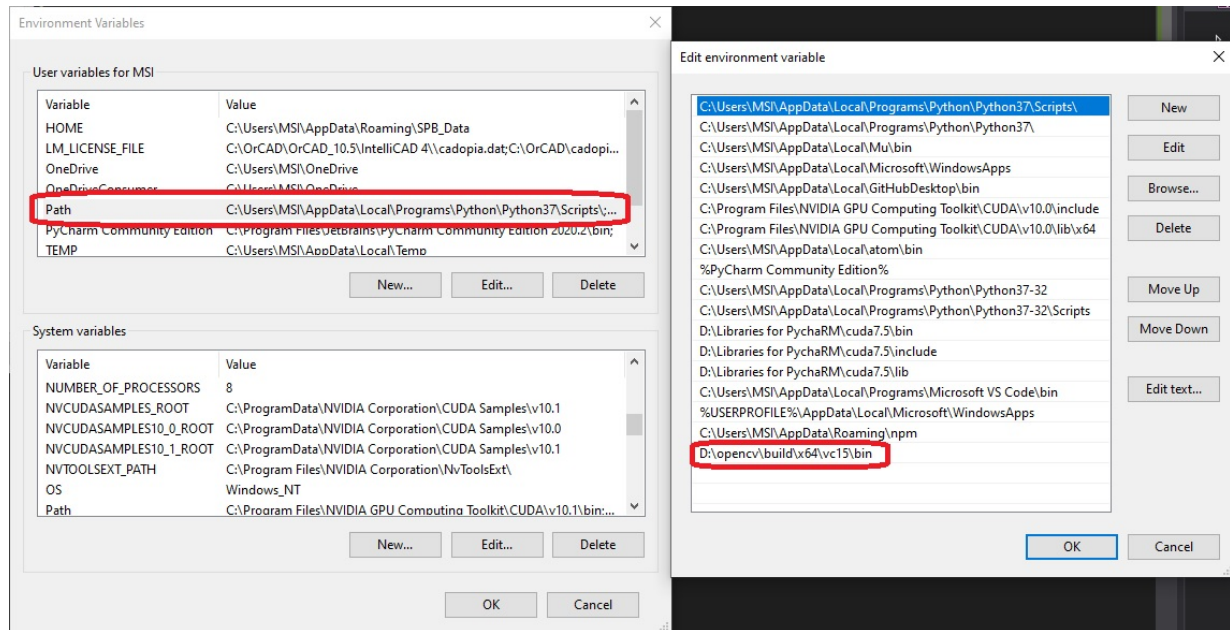 Environment Variables
User variables for MSI
Variable Value
HOME C:\Users\MSI\AppData\Roaming\SPB_Data
LM_LICENSE_FILE C:\OrCAD\OrCAD_10.5\IntelliCAD 4\\cadopia.dat;C:\OrCAD\cadopi...
OneDrive C:\Users\MSI\OneDrive
OneDriveConsumer C:\Users\MSI\OneDrive
Path C:\Users\MSI\AppData\Local\Programs\Python\Python37\Scripts\;...
PyCharm Community Edition C:\Program Files\JetBrains\PyCharm Community Edition 2020.2\bin;
TEMP C:\Users\MSI\AppData\Local\Temp
New... Edit... Delete
System variables
Variable Value
NUMBER_OF_PROCESSORS 8
NVCUDASAMPLES_ROOT C:\ProgramData\NVIDIA Corporation\CUDA Samples\v10.1
NVCUDASAMPLES10_0_ROOT C:\ProgramData\NVIDIA Corporation\CUDA Samples\v10.0
NVCUDASAMPLES10_1_ROOT C:\ProgramData\NVIDIA Corporation\CUDA Samples\v10.1
NVTOOLSEXT_PATH C:\Program Files\NVIDIA Corporation\NvToolsExt\
OS Windows_NT
Path C:\Program Files\NVIDIA GPU Computing Toolkit\CUDA\v10.1\bin;...
New... Edit... Delete
OK Cancel
Edit environment variable
C:\Users\MSI\AppData\Local\Programs\Python\Python37\Scripts\
C:\Users\MSI\AppData\Local\Programs\Python\Python37\
C:\Users\MSI\AppData\Local\Mu\bin
C:\Users\MSI\AppData\Local\Microsoft\WindowsApps
C:\Users\MSI\AppData\Local\GitHubDesktop\bin
C:\Program Files\NVIDIA GPU Computing Toolkit\CUDA\v10.0\include
C:\Program Files\NVIDIA GPU Computing Toolkit\CUDA\v10.0\lib\x64
C:\Users\MSI\AppData\Local\atom\bin
%PyCharm Community Edition%
C:\Users\MSI\AppData\Local\Programs\Python\Python37-32
C:\Users\MSI\AppData\Local\Programs\Python\Python37-32\Scripts
D:\Libraries for PychaRM\cuda7.5\bin
D:\Libraries for PychaRM\cuda7.5\include
D:\Libraries for PychaRM\cuda7.5\lib
C:\Users\MSI\AppData\Local\Programs\Microsoft VS Code\bin
%USERPROFILE%\AppData\Local\Microsoft\WindowsApps
C:\Users\MSI\AppData\Roaming\npm
D:\opencv\build\x64\vc15\bin
New
Edit
Browse...
Delete
Move Up
Move Down
Edit text...
OK Cancel